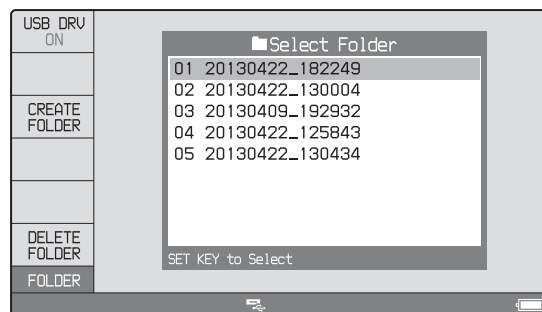 USB DRV
ON
CREATE
FOLDER
DELETE
FOLDER
FOLDER
Select Folder
01 20130422_182249
02 20130422_130004
03 20130409_192932
04 20130422_125843
05 20130422_130434
SET KEY to Select